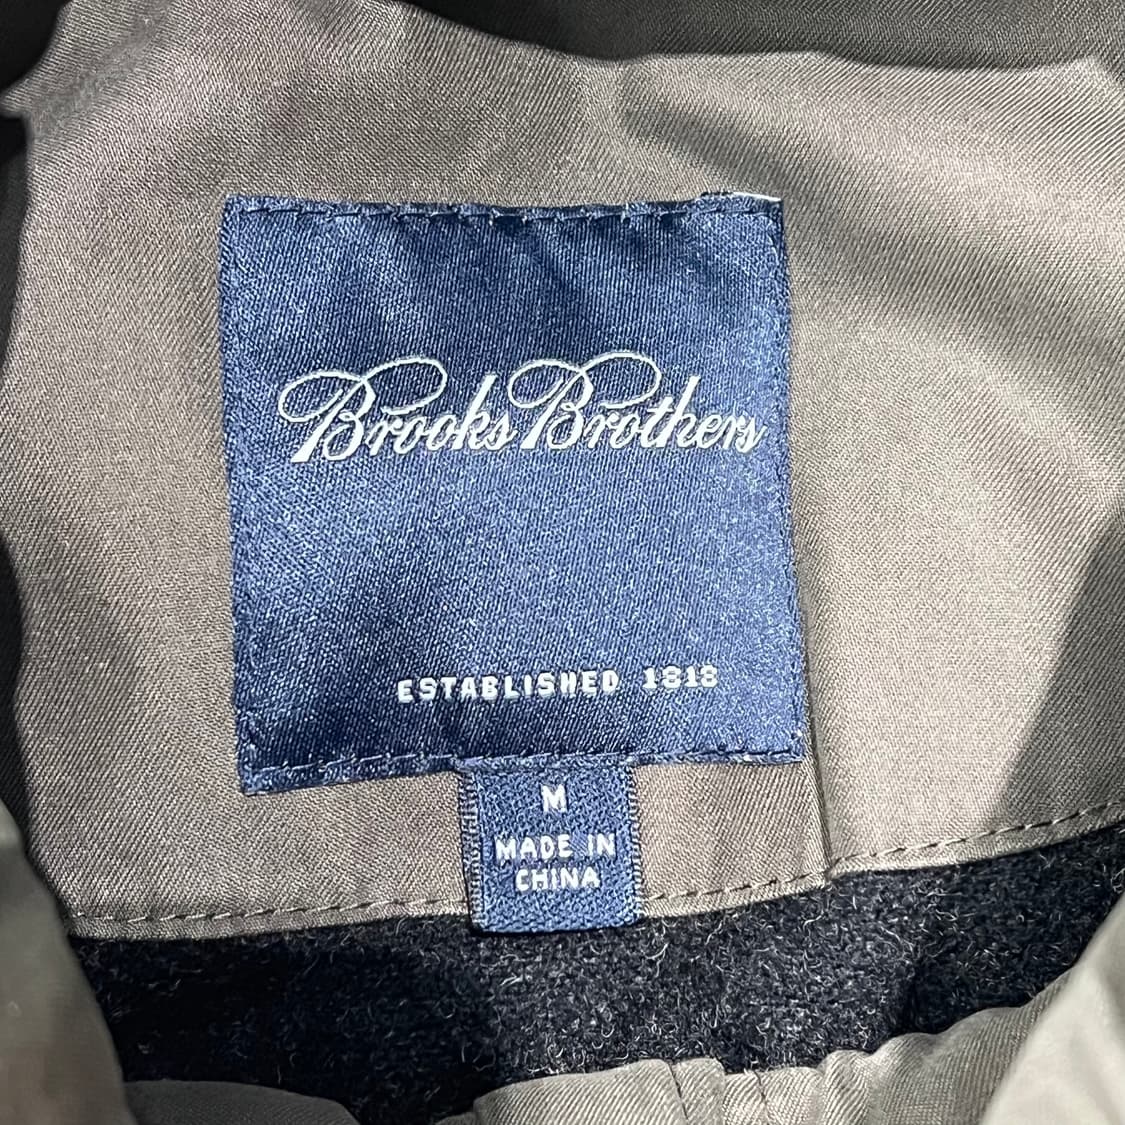 Brooks Brothers
ESTABLISHED 1818
M
MADE IN
CHINA